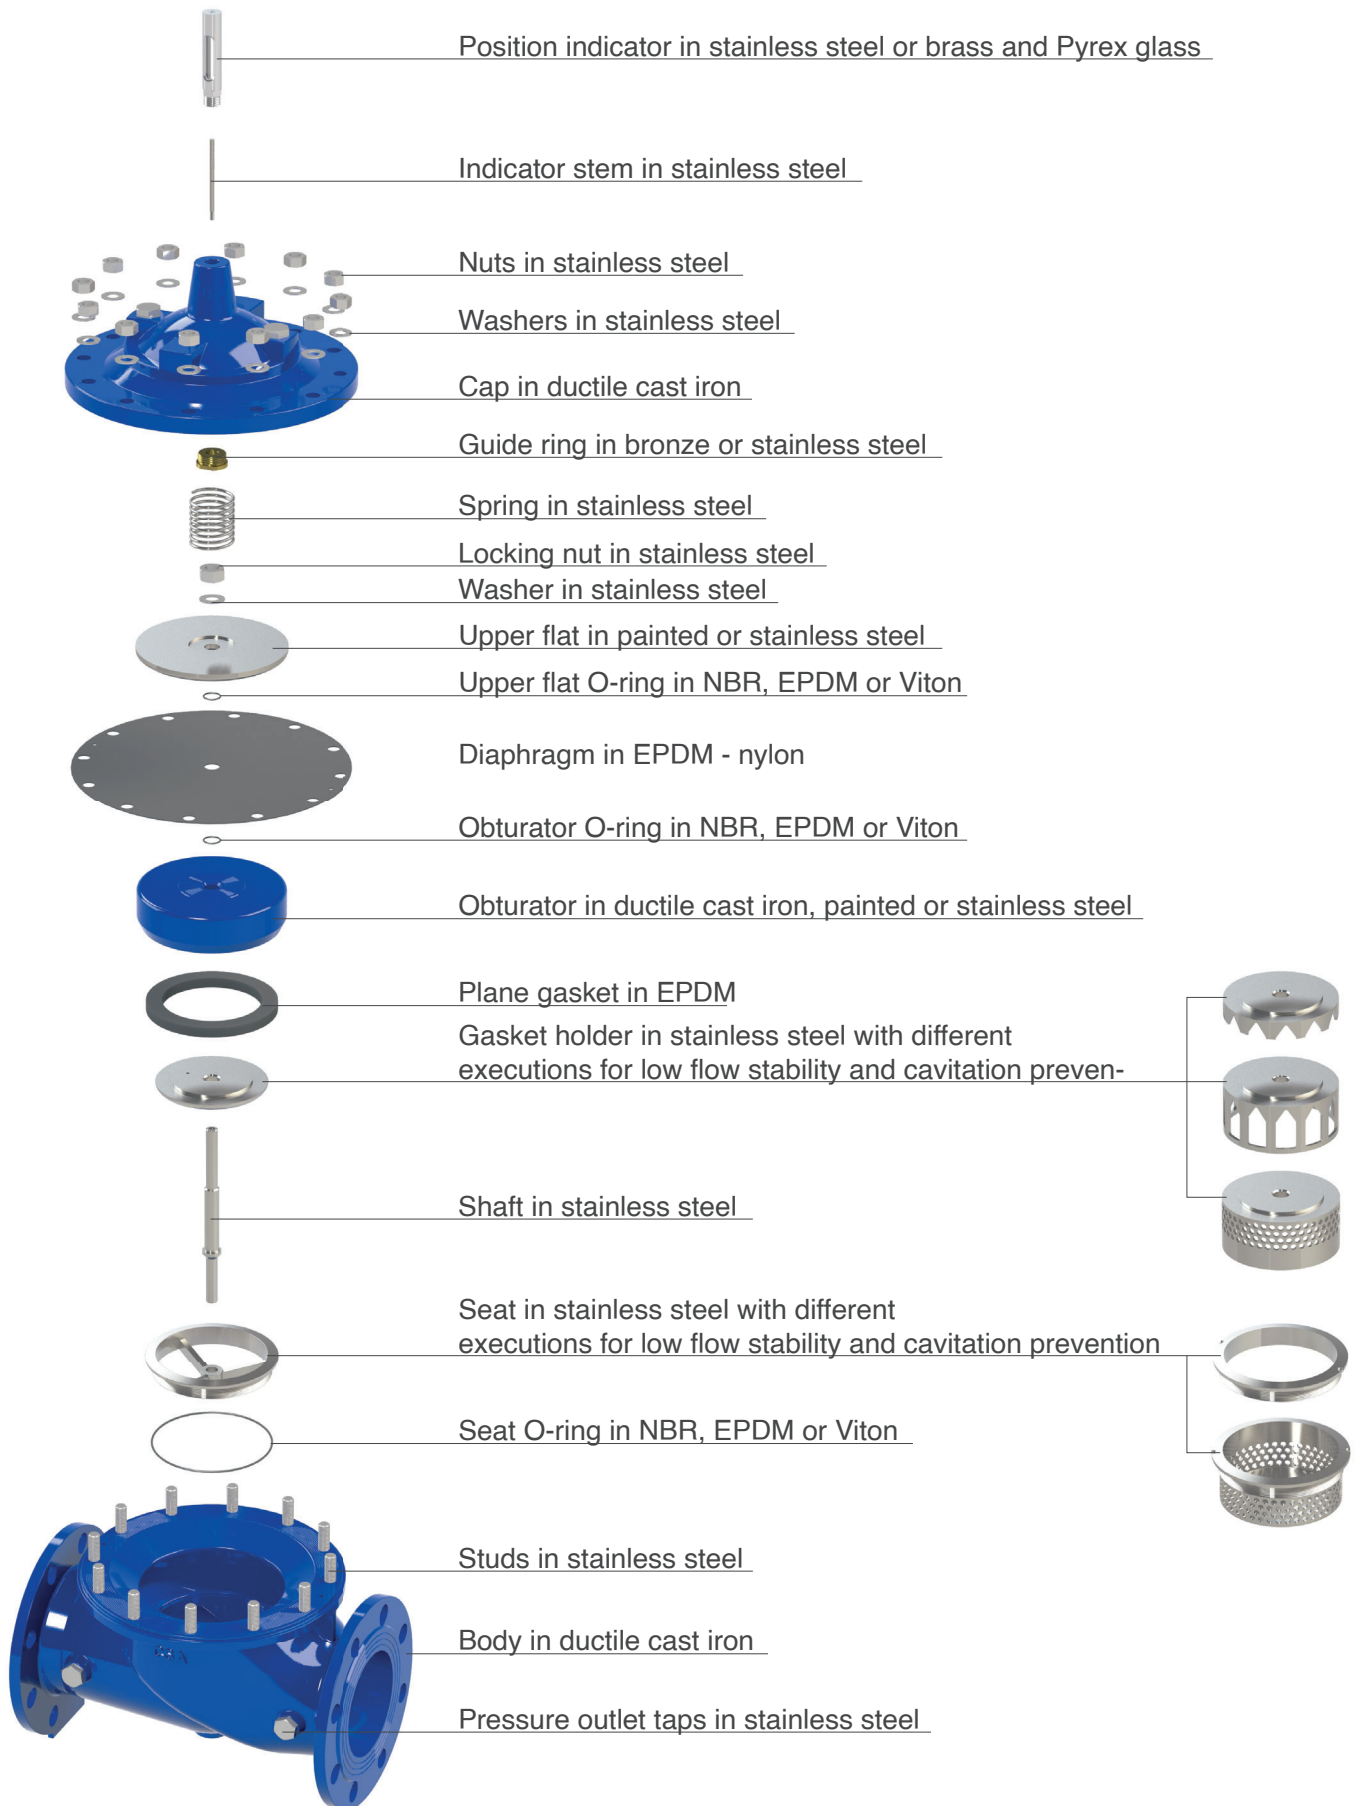 Position indicator in stainless steel or brass and Pyrex glass
Indicator stem in stainless steel
Nuts in stainless steel
Washers in stainless steel
Cap in ductile cast iron
Guide ring in bronze or stainless steel
Spring in stainless steel
Locking nut in stainless steel
Washer in stainless steel
Upper flat in painted or stainless steel
Upper flat O-ring in NBR, EPDM or Viton
Diaphragm in EPDM - nylon
Obturator O-ring in NBR, EPDM or Viton
Obturator in ductile cast iron, painted or stainless steel
Plane gasket in EPDM
Gasket holder in stainless steel with different
executions for low flow stability and cavitation preven-
Shaft in stainless steel
Seat in stainless steel with different
executions for low flow stability and cavitation prevention
Seat O-ring in NBR, EPDM or Viton
Studs in stainless steel
Body in ductile cast iron
Pressure outlet taps in stainless steel